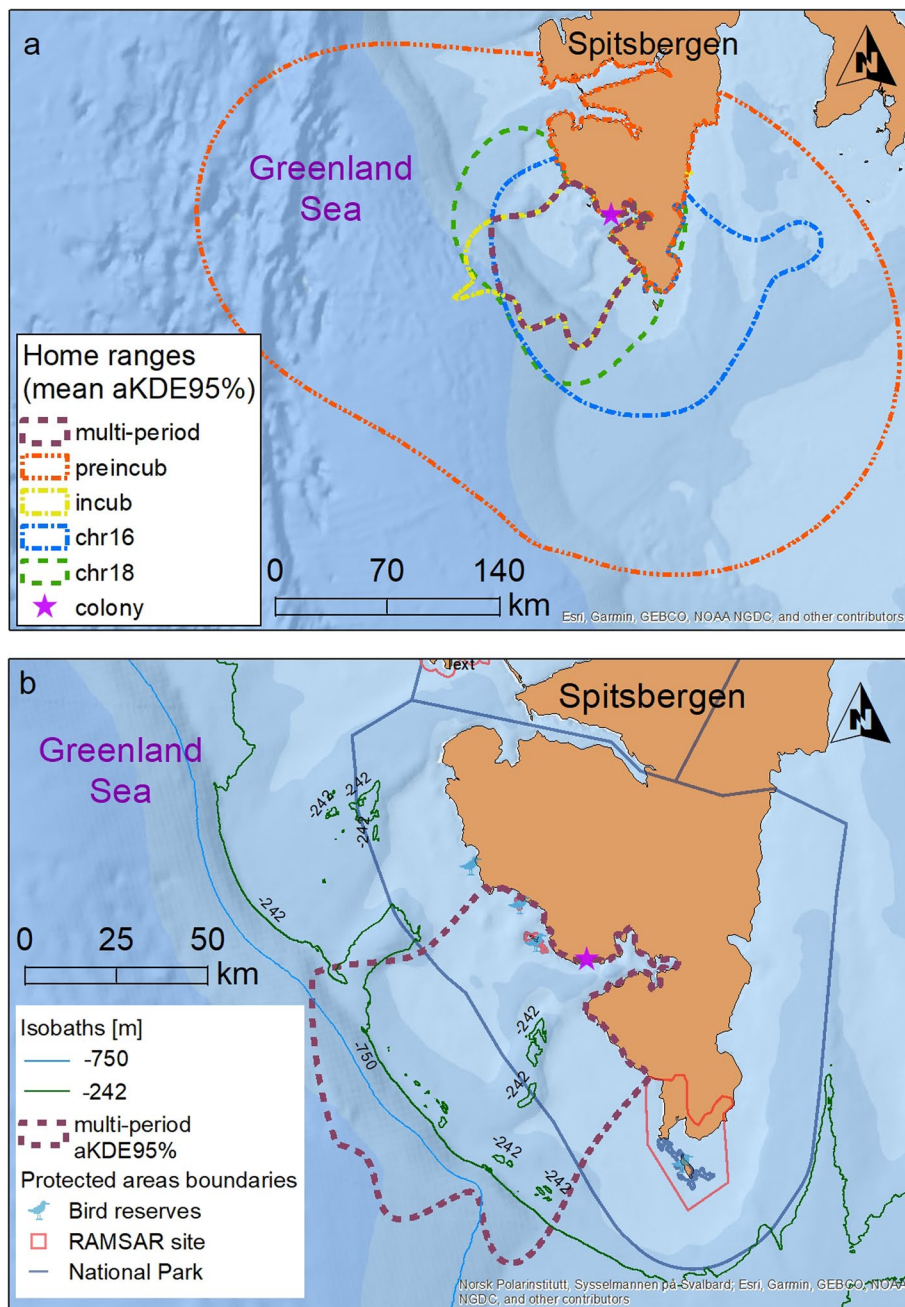 a
Spitsbergen
N
Greenland
Sea
Home ranges
(mean aKDE95%)
multi-period
preincub
incub
chr16
chr18
colony
0 70 140
km
Esri, Garmin, GEBCO, NOAA NGDC, and other contributors
b
Text
Spitsbergen
N
Greenland
Sea
-242
-242
-242
-242
0 25 50
km
-750
-242
-242
-242
-242
Isobaths [m]
-750
-242
multi-period
aKDE95%
Protected areas boundaries
Bird reserves
RAMSAR site
National Park
Norsk Polarinstitutt, Sysselmannen på Svalbard; Esri, Garmin, GEBCO, NOAA
NGDC, and other contributors